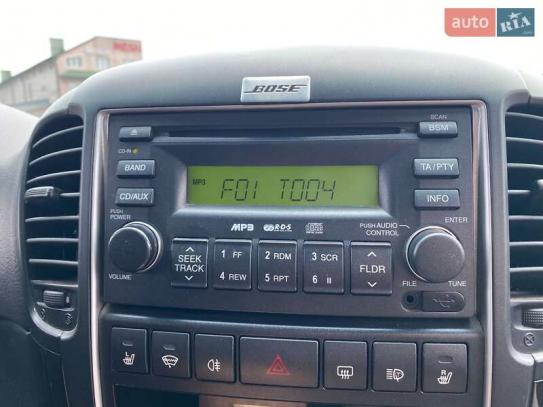 auto RIA
MESH
BOSE
SCAN
BSM
CD-IN
BAND
MP3
F01 T004
TA/PTY
CD/AUX
INFO
PUSH POWER
MP3 R·D·S
PUSH AUDIO CONTROL
ENTER
VOLUME
SEEK TRACK
1 FF
2 RDM
3 SCR
FLDR
4 REW
5 RPT
6 II
FILE
TUNE
L
R